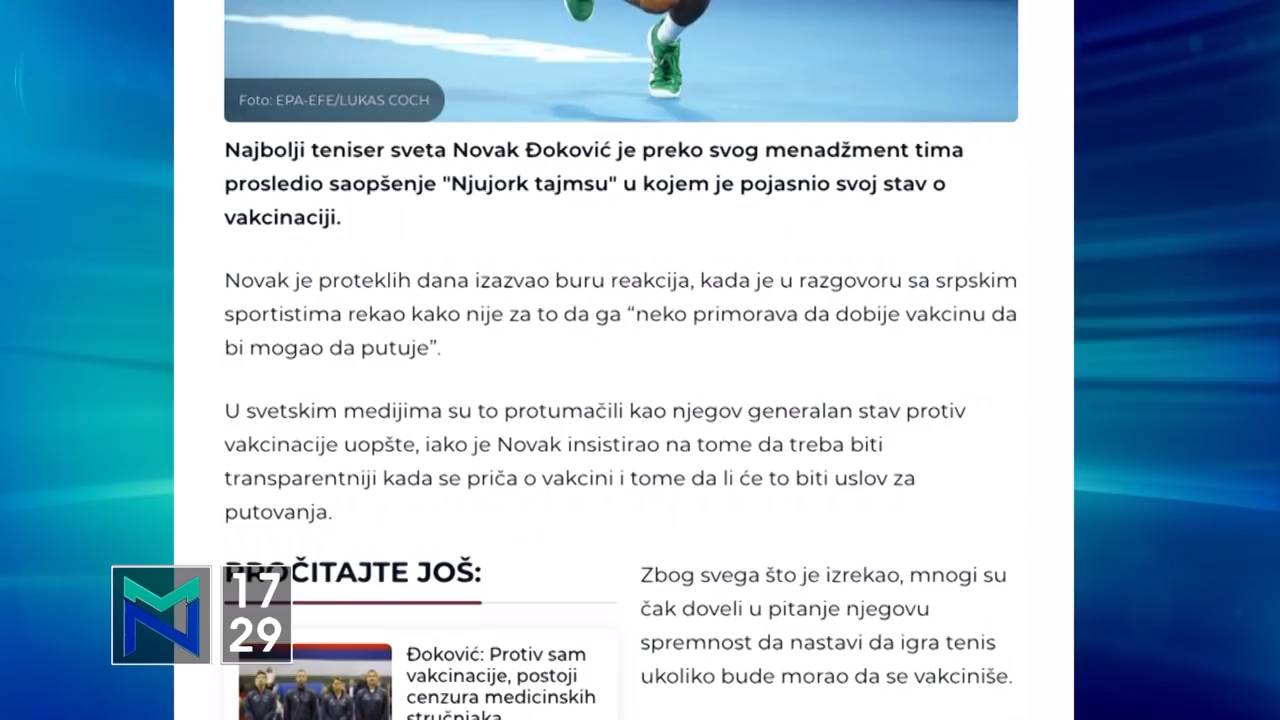 Foto: EPA-EFE/LUKAS COCH
Najbolji teniser sveta Novak Đoković je preko svog menadžment tima
prosledio saopšenje "Njujork tajmsu" u kojem je pojasnio svoj stav o
vakcinaciji.
Novak je proteklih dana izazvao buru reakcija, kada je u razgovoru sa srpskim
sportistima rekao kako nije za to da ga “neko primorava da dobije vakcinu da
bi mogao da putuje”.
U svetskim medijima su to protumačili kao njegov generalan stav protiv
vakcinacije uopšte, iako je Novak insistirao na tome da treba biti
transparentniji kada se priča o vakcini i tome da li će to biti uslov za
putovanja.
PROČITAJTE JOŠ:
Đoković: Protiv sam
vakcinacije, postoji
cenzura medicinskih
stručnjaka
Zbog svega što je izrekao, mnogi su
čak doveli u pitanje njegovu
spremnost da nastavi da igra tenis
ukoliko bude morao da se vakciniše.
17
29